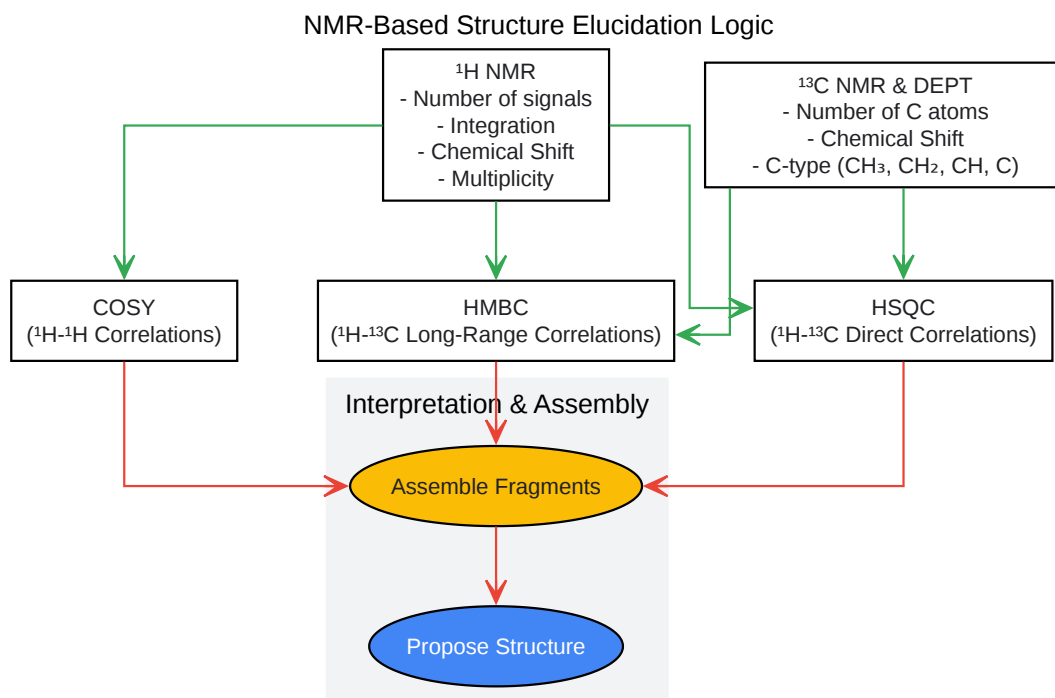 NMR-Based Structure Elucidation Logic
¹H NMR
- Number of signals
- Integration
- Chemical Shift
- Multiplicity
¹³C NMR & DEPT
- Number of C atoms
- Chemical Shift
- C-type (CH₃, CH₂, CH, C)
COSY
(¹H-¹H Correlations)
HMBC
(¹H-¹³C Long-Range Correlations)
HSQC
(¹H-¹³C Direct Correlations)
Interpretation & Assembly
Assemble Fragments
Propose Structure